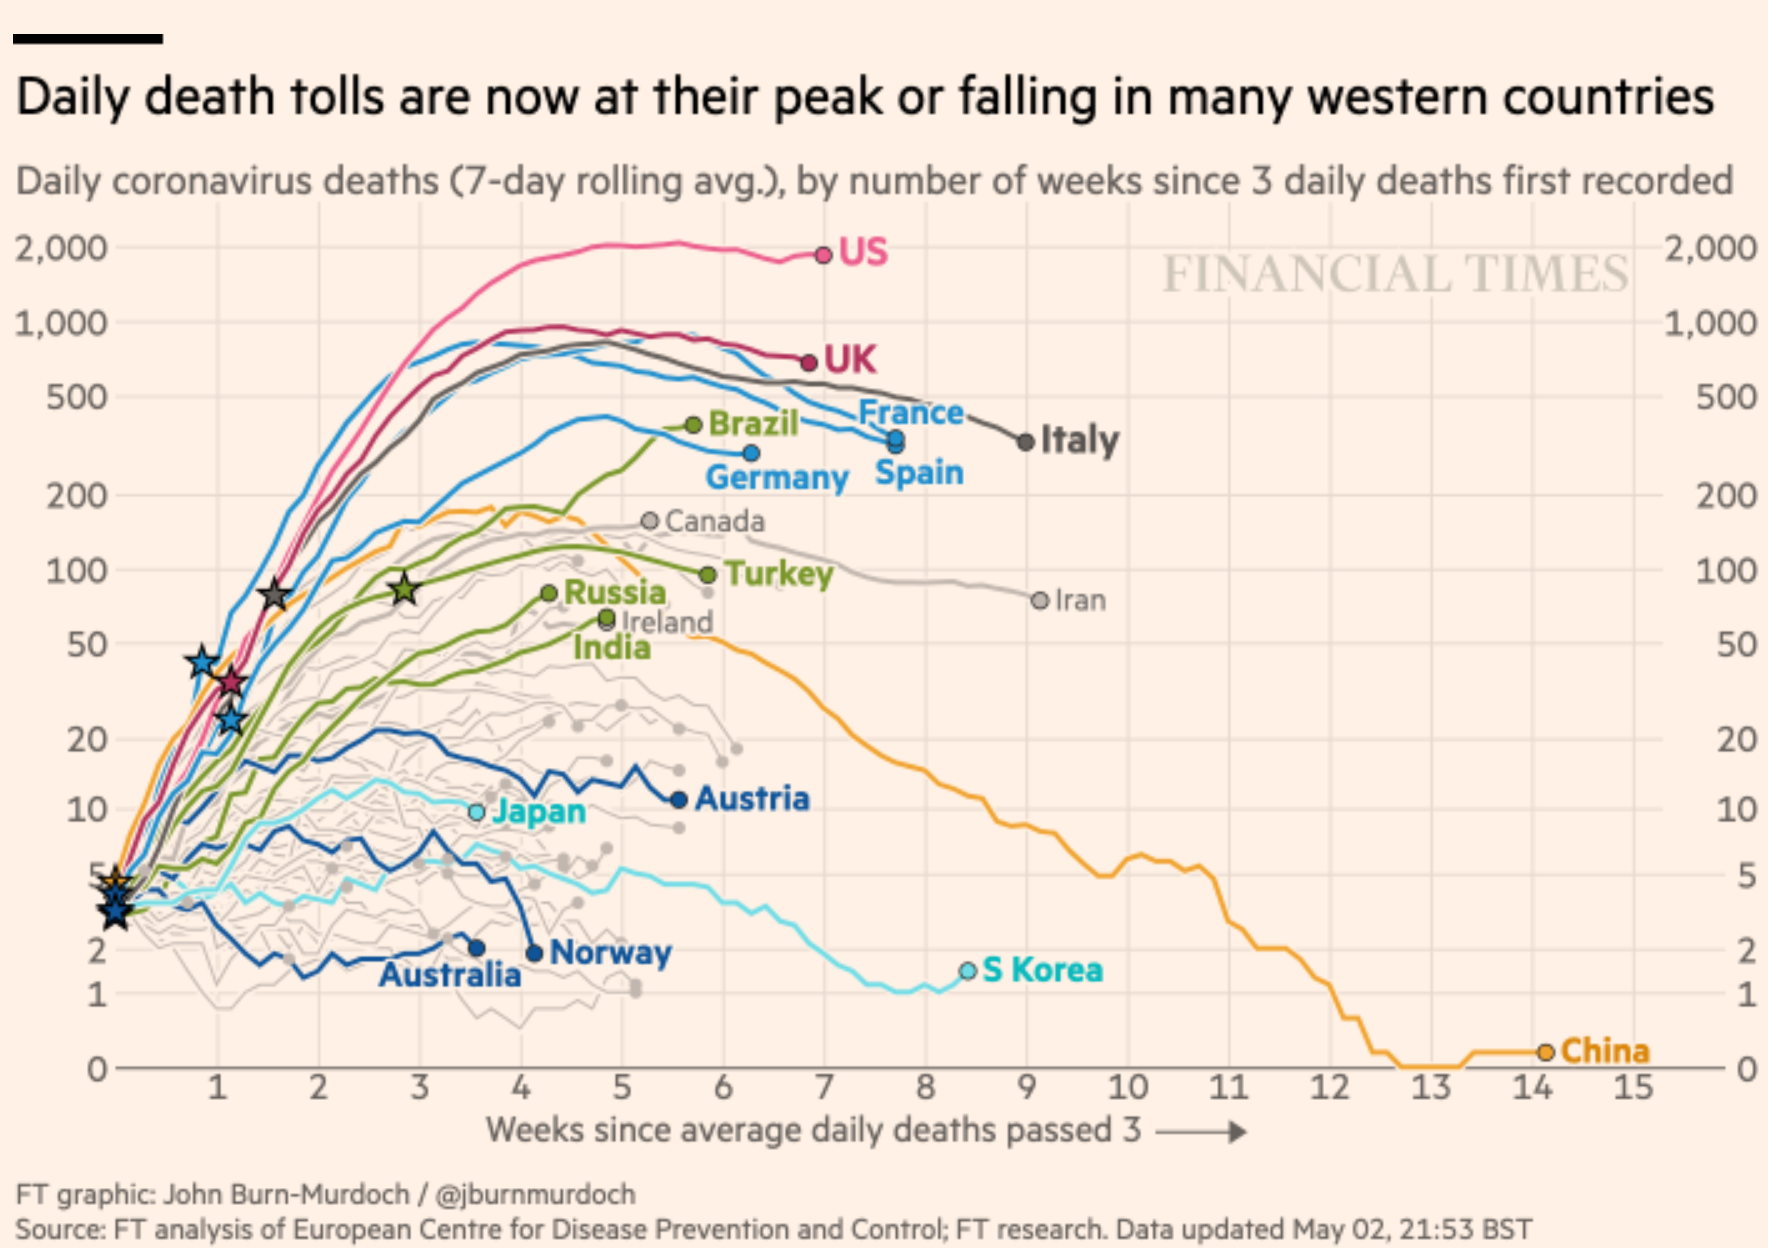 Daily death tolls are now at their peak or falling in many western countries
Daily coronavirus deaths (7-day rolling avg.), by number of weeks since 3 daily deaths first recorded
2,000 2,000
FINANCIAL TIMES
US
1,000 1,000
UK
500 500
France
Brazil
Italy
Germany Spain
200 200
Canada
100 100
Turkey
Russia
Iran
Ireland
50 50
India
20 20
Austria
10 10
Japan
5 5
2 2
Norway
Australia
S Korea
1 1
China
0 0
1 2 3 4 5 6 7 8 9 10 11 12 13 14 15
Weeks since average daily deaths passed 3
FT graphic: John Burn-Murdoch / @jburnmurdoch
Source: FT analysis of European Centre for Disease Prevention and Control; FT research. Data updated May 02, 21:53 BST